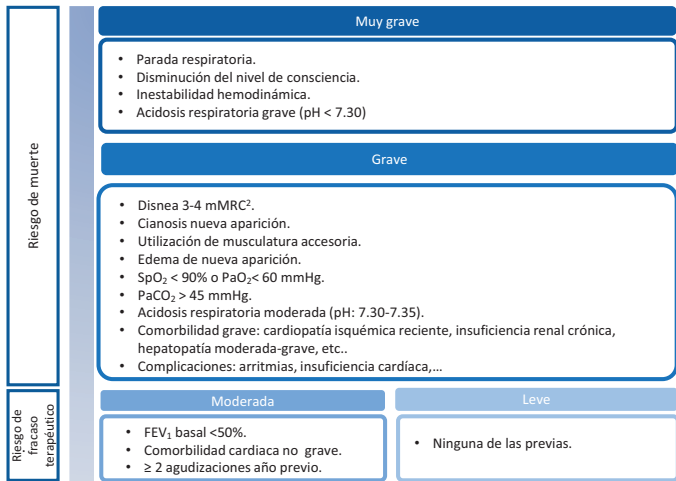 Muy grave
• Parada respiratoria.
• Disminución del nivel de consciencia.
• Inestabilidad hemodinámica.
• Acidosis respiratoria grave (pH < 7.30)
Riesgo de muerte
Grave
• Disnea 3-4 mMRC².
• Cianosis nueva aparición.
• Utilización de musculatura accesoria.
• Edema de nueva aparición.
• SpO₂ < 90% o PaO₂< 60 mmHg.
• PaCO₂ > 45 mmHg.
• Acidosis respiratoria moderada (pH: 7.30-7.35).
• Comorbilidad grave: cardiopatía isquémica reciente, insuficiencia renal crónica,
hepatopatía moderada-grave, etc..
• Complicaciones: arritmias, insuficiencia cardíaca,...
Riesgo de
fracaso
terapéutico
Moderada
• FEV₁ basal <50%.
• Comorbilidad cardiaca no grave.
• ≥ 2 agudizaciones año previo.
Leve
• Ninguna de las previas.